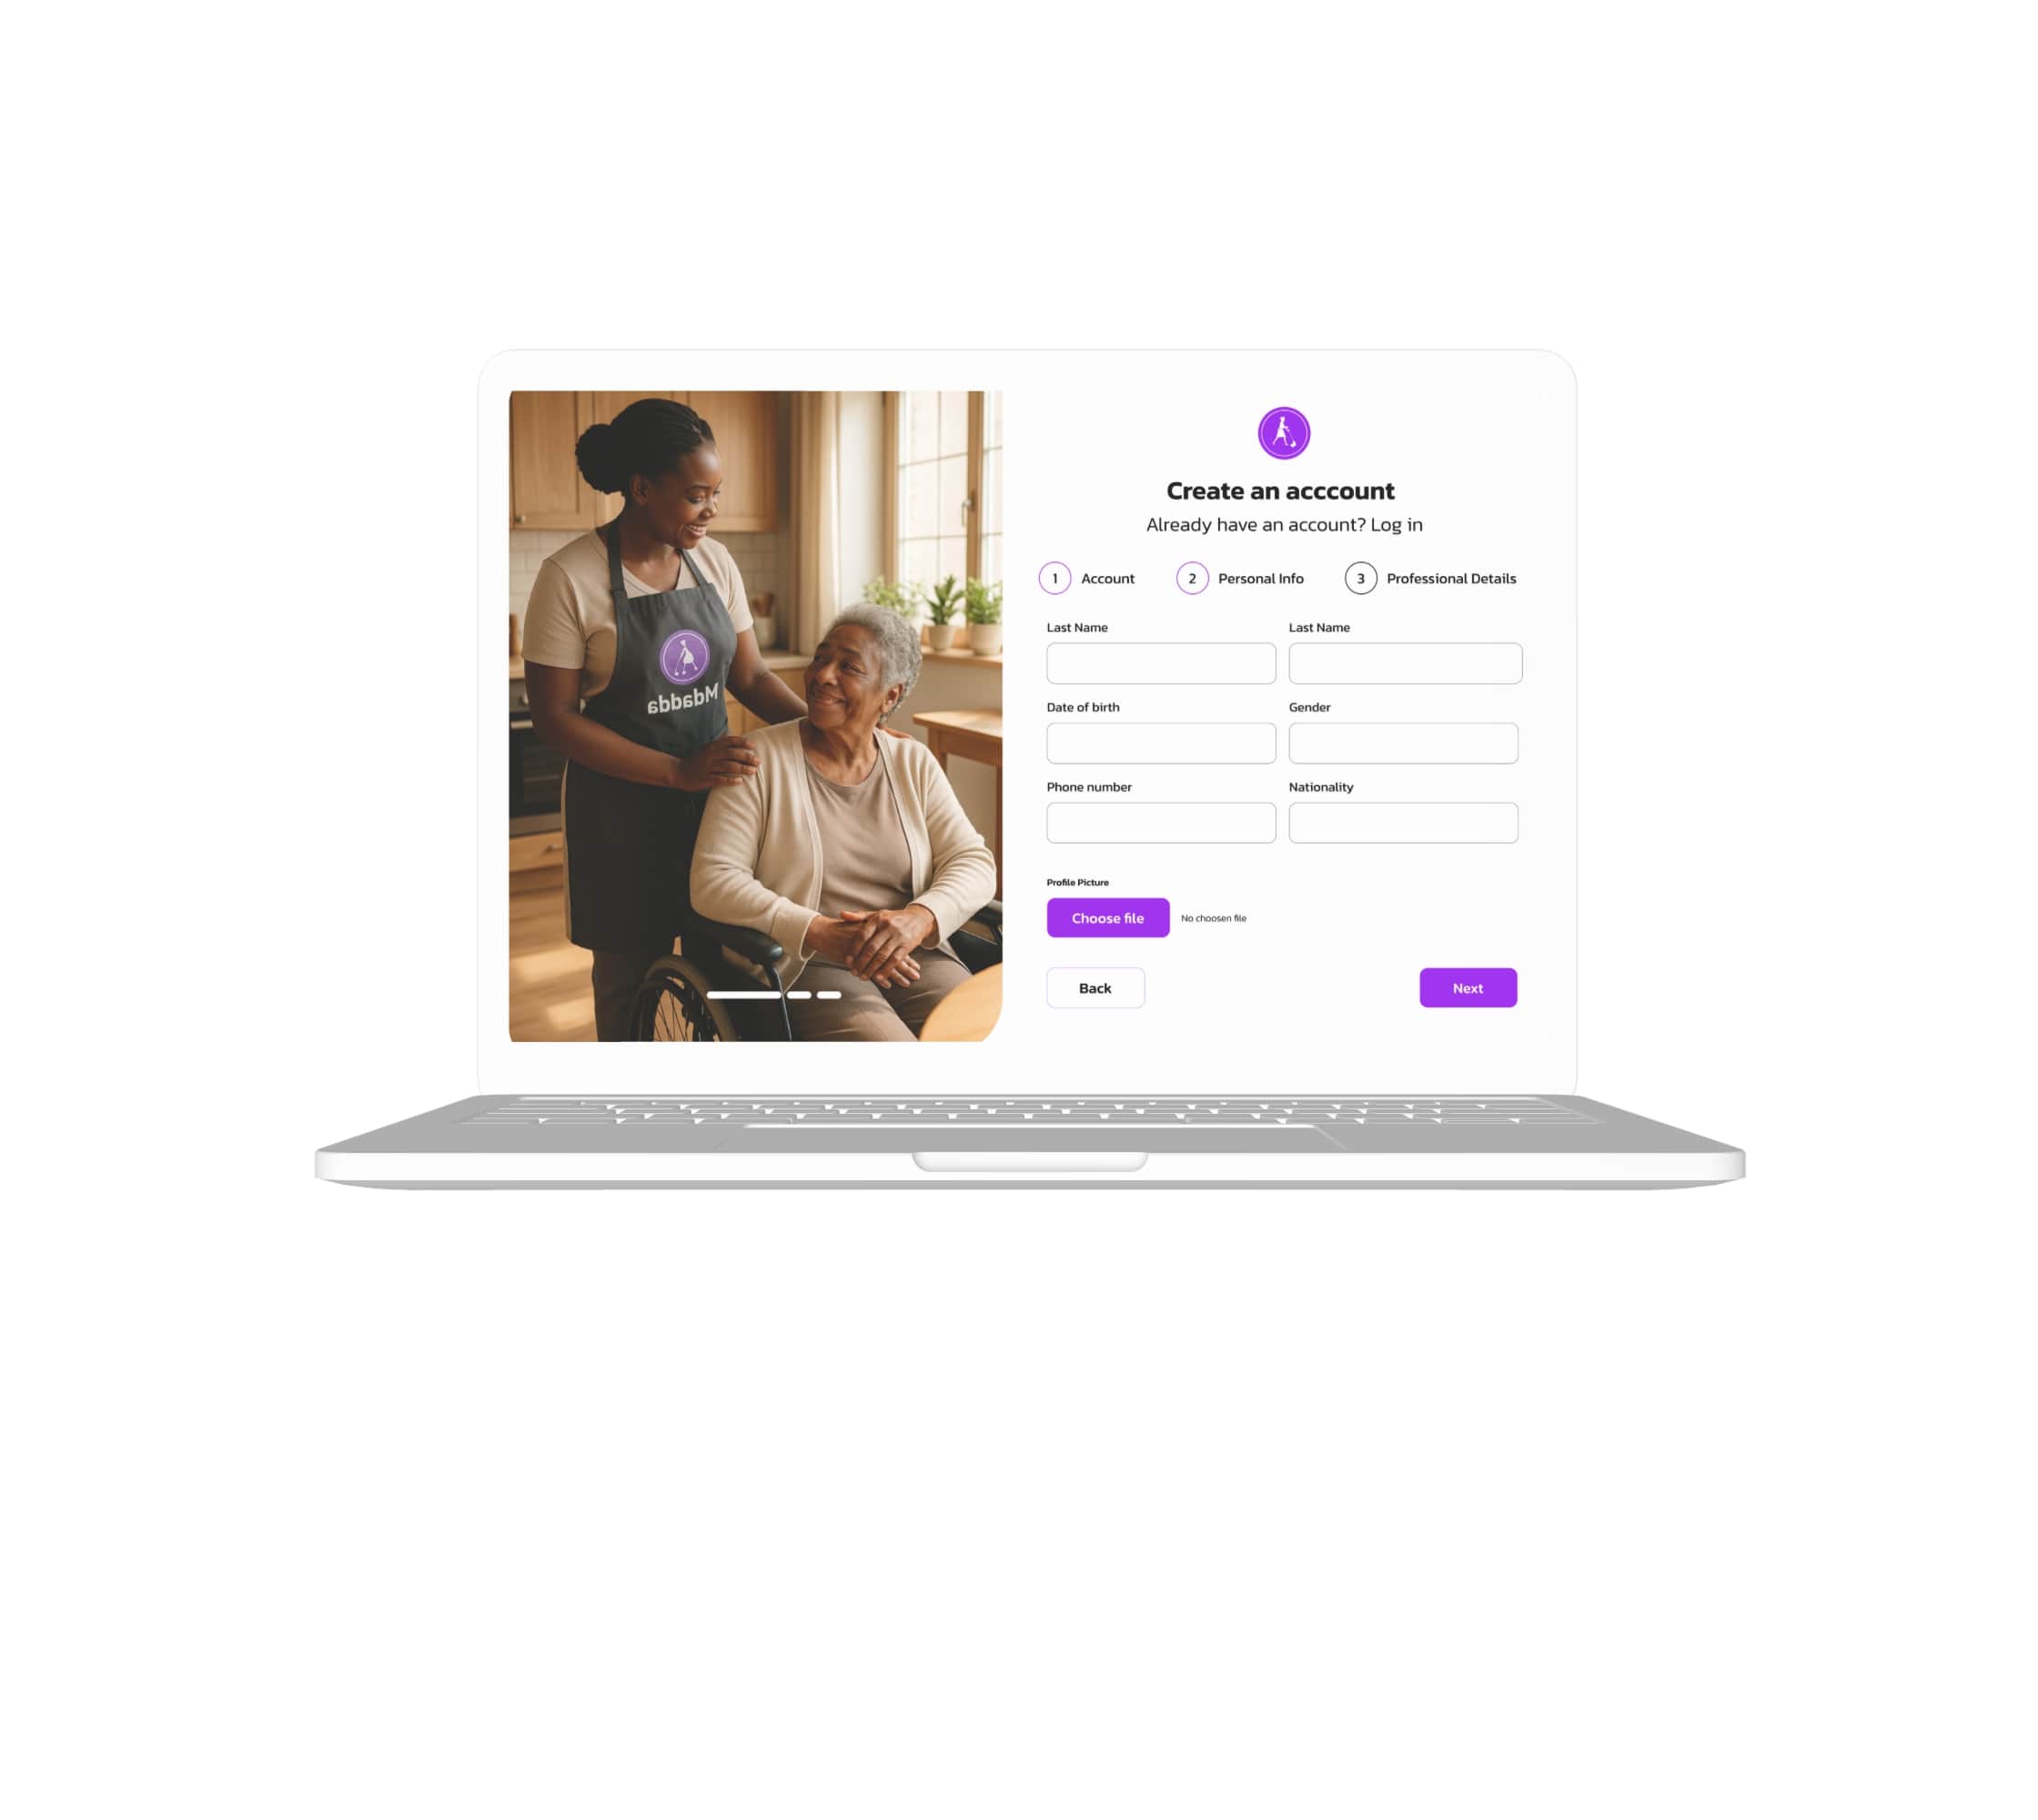 Mdadda
Create an acccount
Already have an account? Log in
1 Account 2 Personal Info 3 Professional Details
Last Name Last Name
Date of birth Gender
Phone number Nationality
Profile Picture
Choose file No choosen file
Back Next